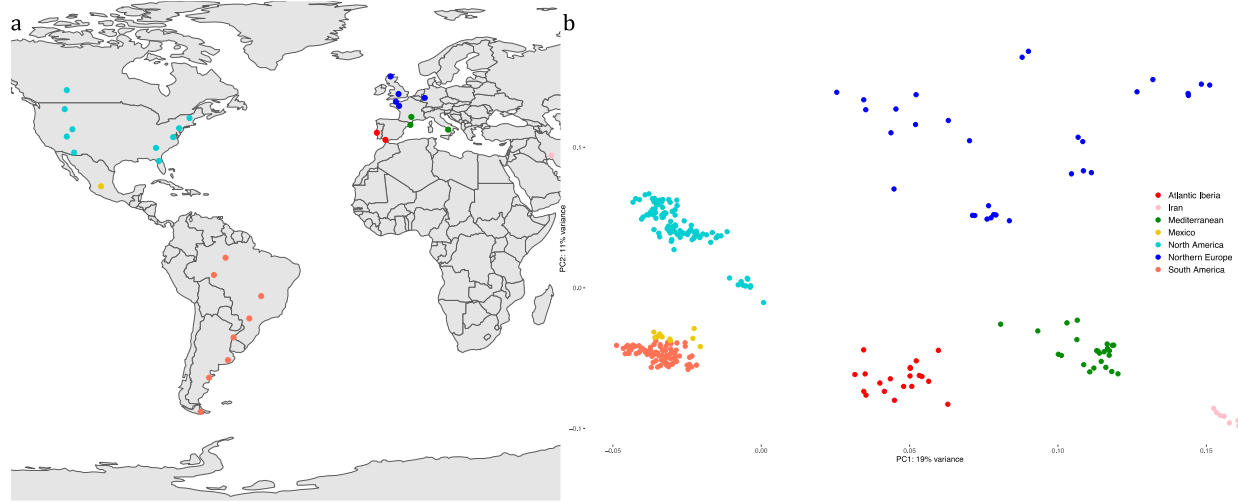 a
b
PC2: 11% variance
0.1
0.0
−0.1
−0.05
0.00
0.05
0.10
0.15
PC1: 19% variance
Atlantic Iberia
Iran
Mediterranean
Mexico
North America
Northern Europe
South America